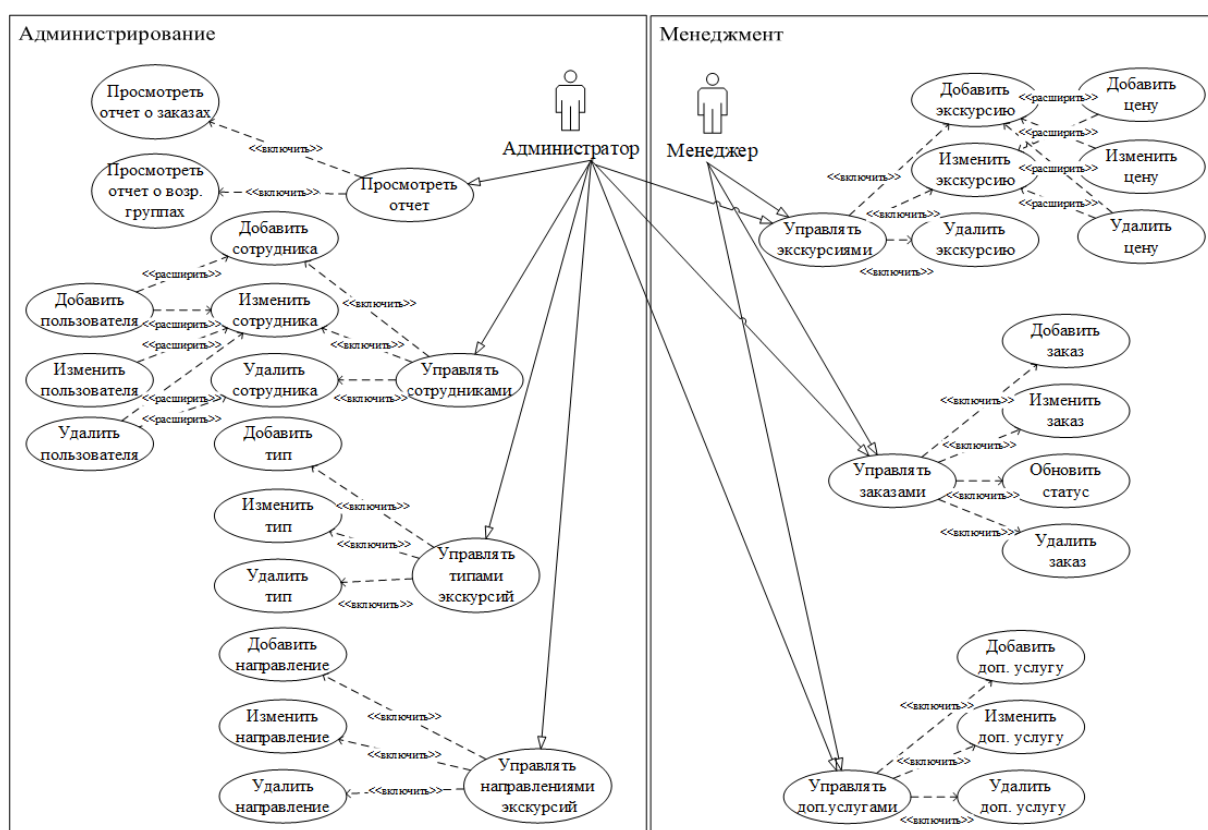 Администрирование
Просмотреть
отчет о заказах
<<включить>>
Просмотреть
отчет о возр.
группах
<<включить>>
Просмотреть
отчет
Администратор
Добавить
сотрудника
<<расширить>>
Добавить
пользователя
Изменить
сотрудника
<<включить>>
<<расширить>>
<<расширить>>
<<включить>>
Изменить
пользователя
Удалить
сотрудника
Управлять
сотрудниками
<<расширить>>
<<включить>>
<<расширить>>
Удалить
пользователя
Добавить
тип
<<включить>>
Изменить
тип
<<включить>>
Управлять
типами
экскурсий
Удалить
тип
<<включить>>
Добавить
направление
<<включить>>
Изменить
направление
<<включить>>
Управлять
направлениями
экскурсий
Удалить
направление
<<включить>>
Менеджмент
Менеджер
Добавить
экскурсию
<<расширить>>
Добавить
цену
<<расширить>>
Изменить
экскурсию
Изменить
цену
<<включить>>
<<расширить>>
<<включить>>
Управлять
экскурсиями
Удалить
экскурсию
Удалить
цену
<<включить>>
Добавить
заказ
<<включить>>
Изменить
заказ
<<включить>>
Управлять
заказами
Обновить
статус
<<включить>>
<<включить>>
Удалить
заказ
Добавить
доп. услугу
<<включить>>
Изменить
доп. услугу
<<включить>>
Управлять
доп.услугами
Удалить
доп. услугу
<<включить>>